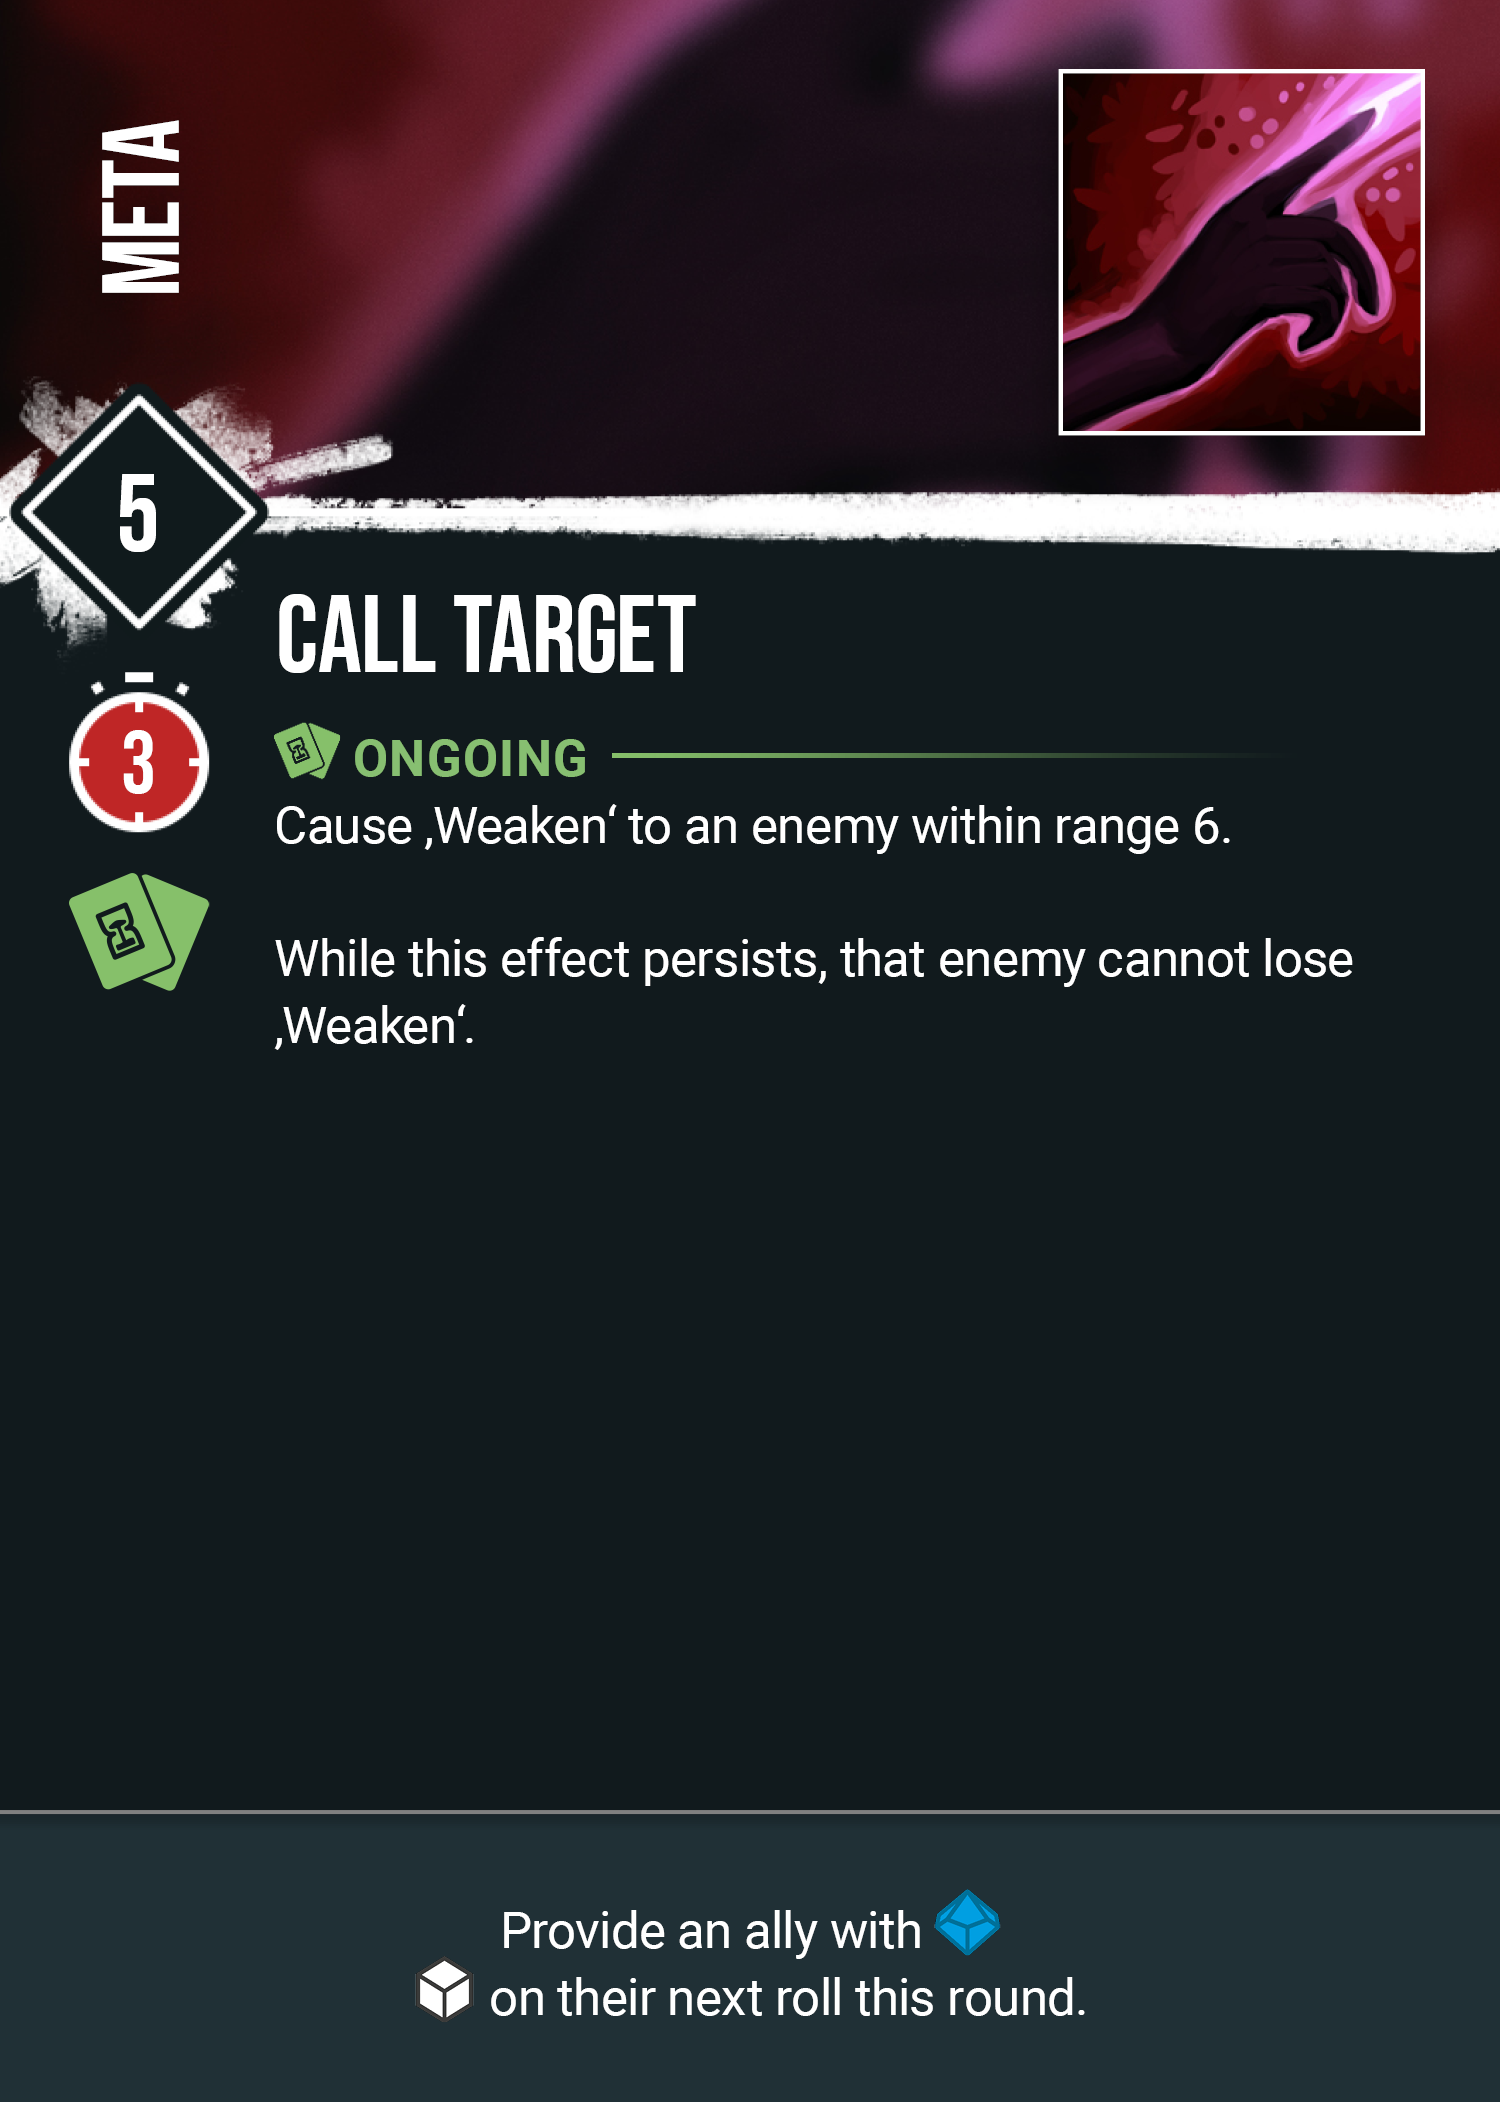 META
5
CALL TARGET
3
ONGOING
Cause ‚Weaken‘ to an enemy within range 6.
While this effect persists, that enemy cannot lose
‚Weaken‘.
Provide an ally with
on their next roll this round.